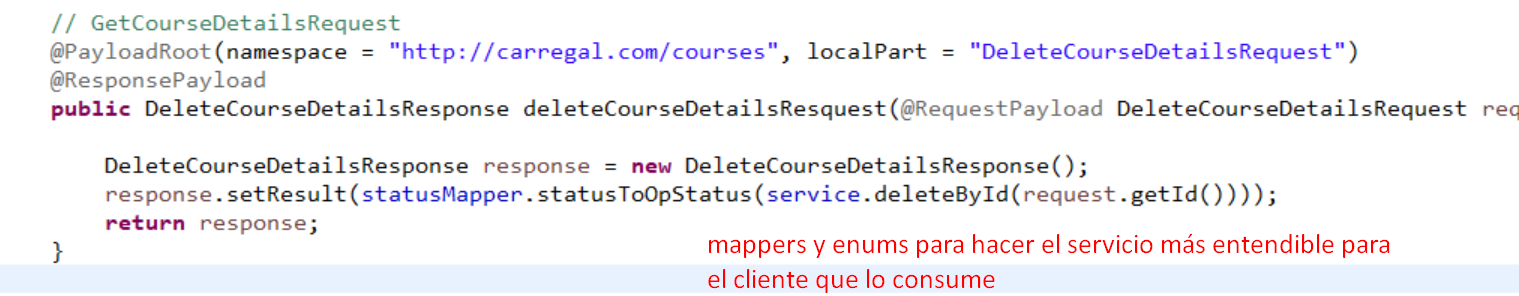 // GetCourseDetailsRequest
@PayloadRoot(namespace = "http://carregal.com/courses", localPart = "DeleteCourseDetailsRequest")
@ResponsePayload
public DeleteCourseDetailsResponse deleteCourseDetailsResquest(@RequestPayload DeleteCourseDetailsRequest req
DeleteCourseDetailsResponse response = new DeleteCourseDetailsResponse();
response.setResult(statusMapper.statusToOpStatus(service.deleteById(request.getId())));
return response;
}
mappers y enums para hacer el servicio más entendible para
el cliente que lo consume